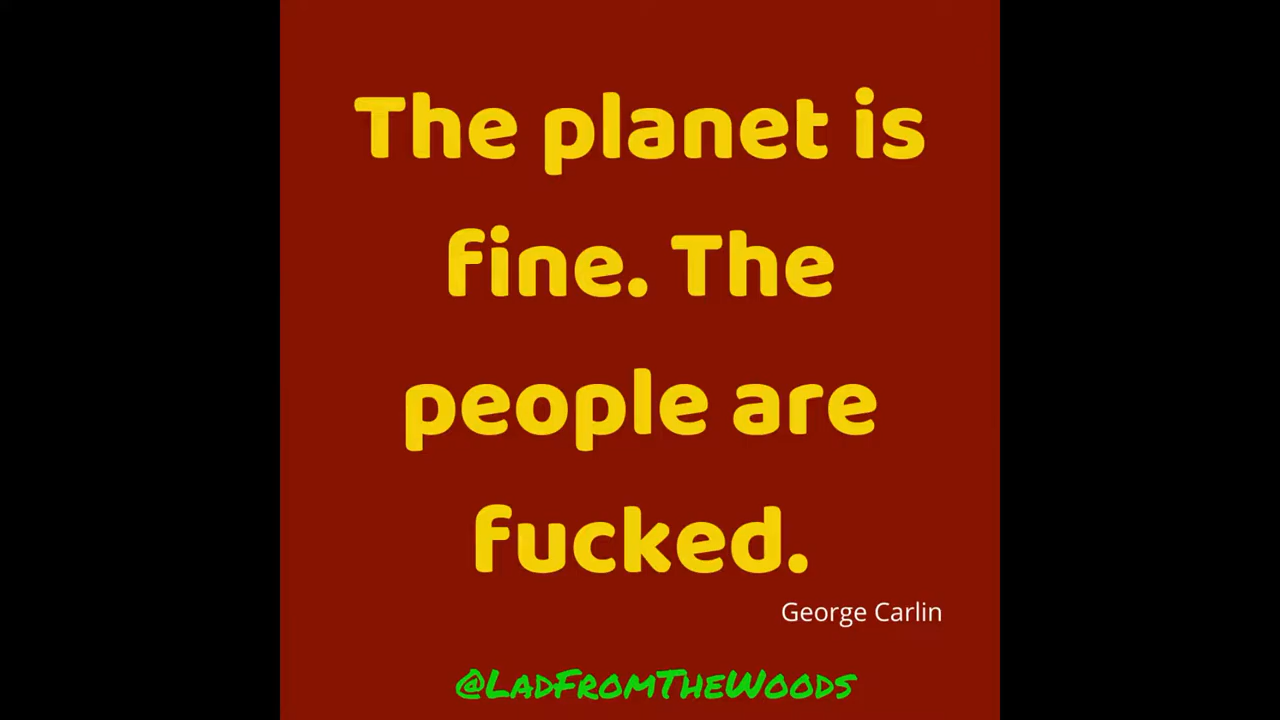 The planet is
fine. The
people are
fucked.
George Carlin
@LadFromTheWoods